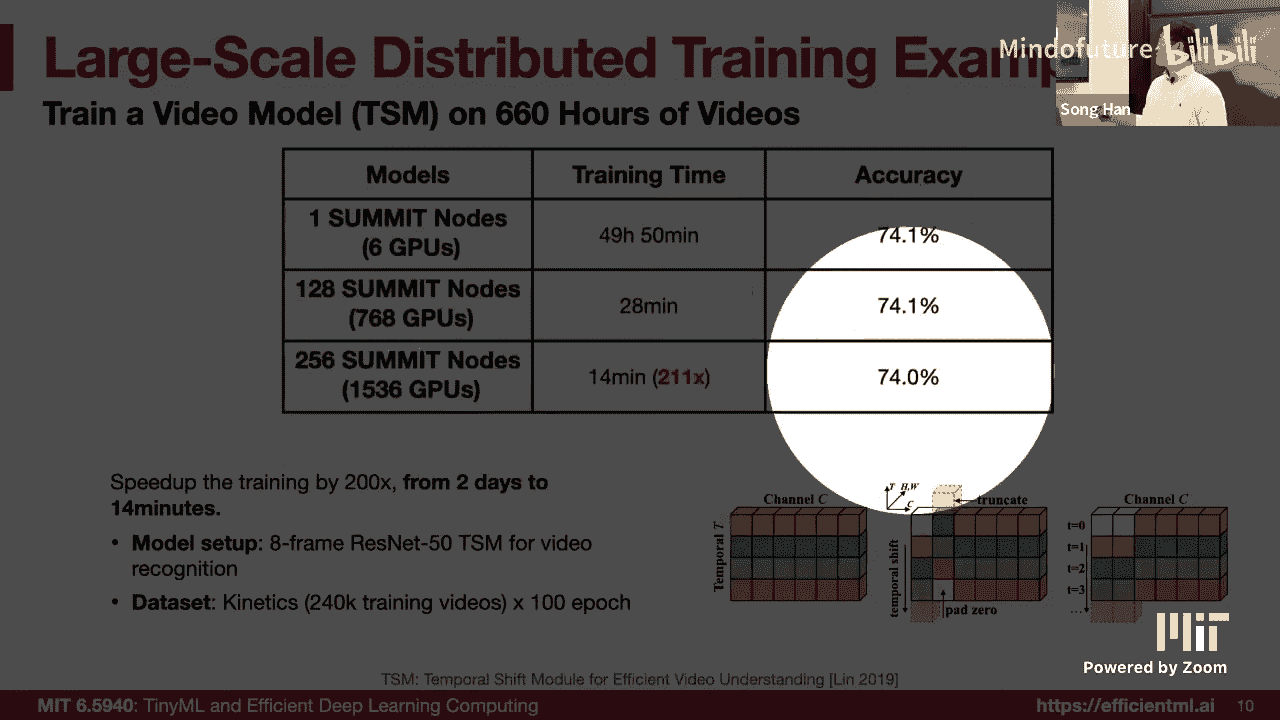 Large-Scale Distributed Training Examp
Mindofuture bilibili
Song Han
Train a Video Model (TSM) on 660 Hours of Videos
Models Training Time Accuracy
1 SUMMIT Nodes
(6 GPUs)
49h 50min 74.1%
128 SUMMIT Nodes
(768 GPUs)
28min 74.1%
256 SUMMIT Nodes
(1536 GPUs)
14min (211x) 74.0%
Speedup the training by 200x, from 2 days to
14minutes.
• Model setup: 8-frame ResNet-50 TSM for video
recognition
• Dataset: Kinetics (240k training videos) x 100 epoch
Channel C
Temporal T
T H,W
C
truncate
temporal shift
pad zero
Channel C
t=0
t=1
t=2
t=3
...
MIT
Powered by Zoom
TSM: Temporal Shift Module for Efficient Video Understanding [Lin 2019]
MIT 6.5940: TinyML and Efficient Deep Learning Computing https://efficientml.ai 10